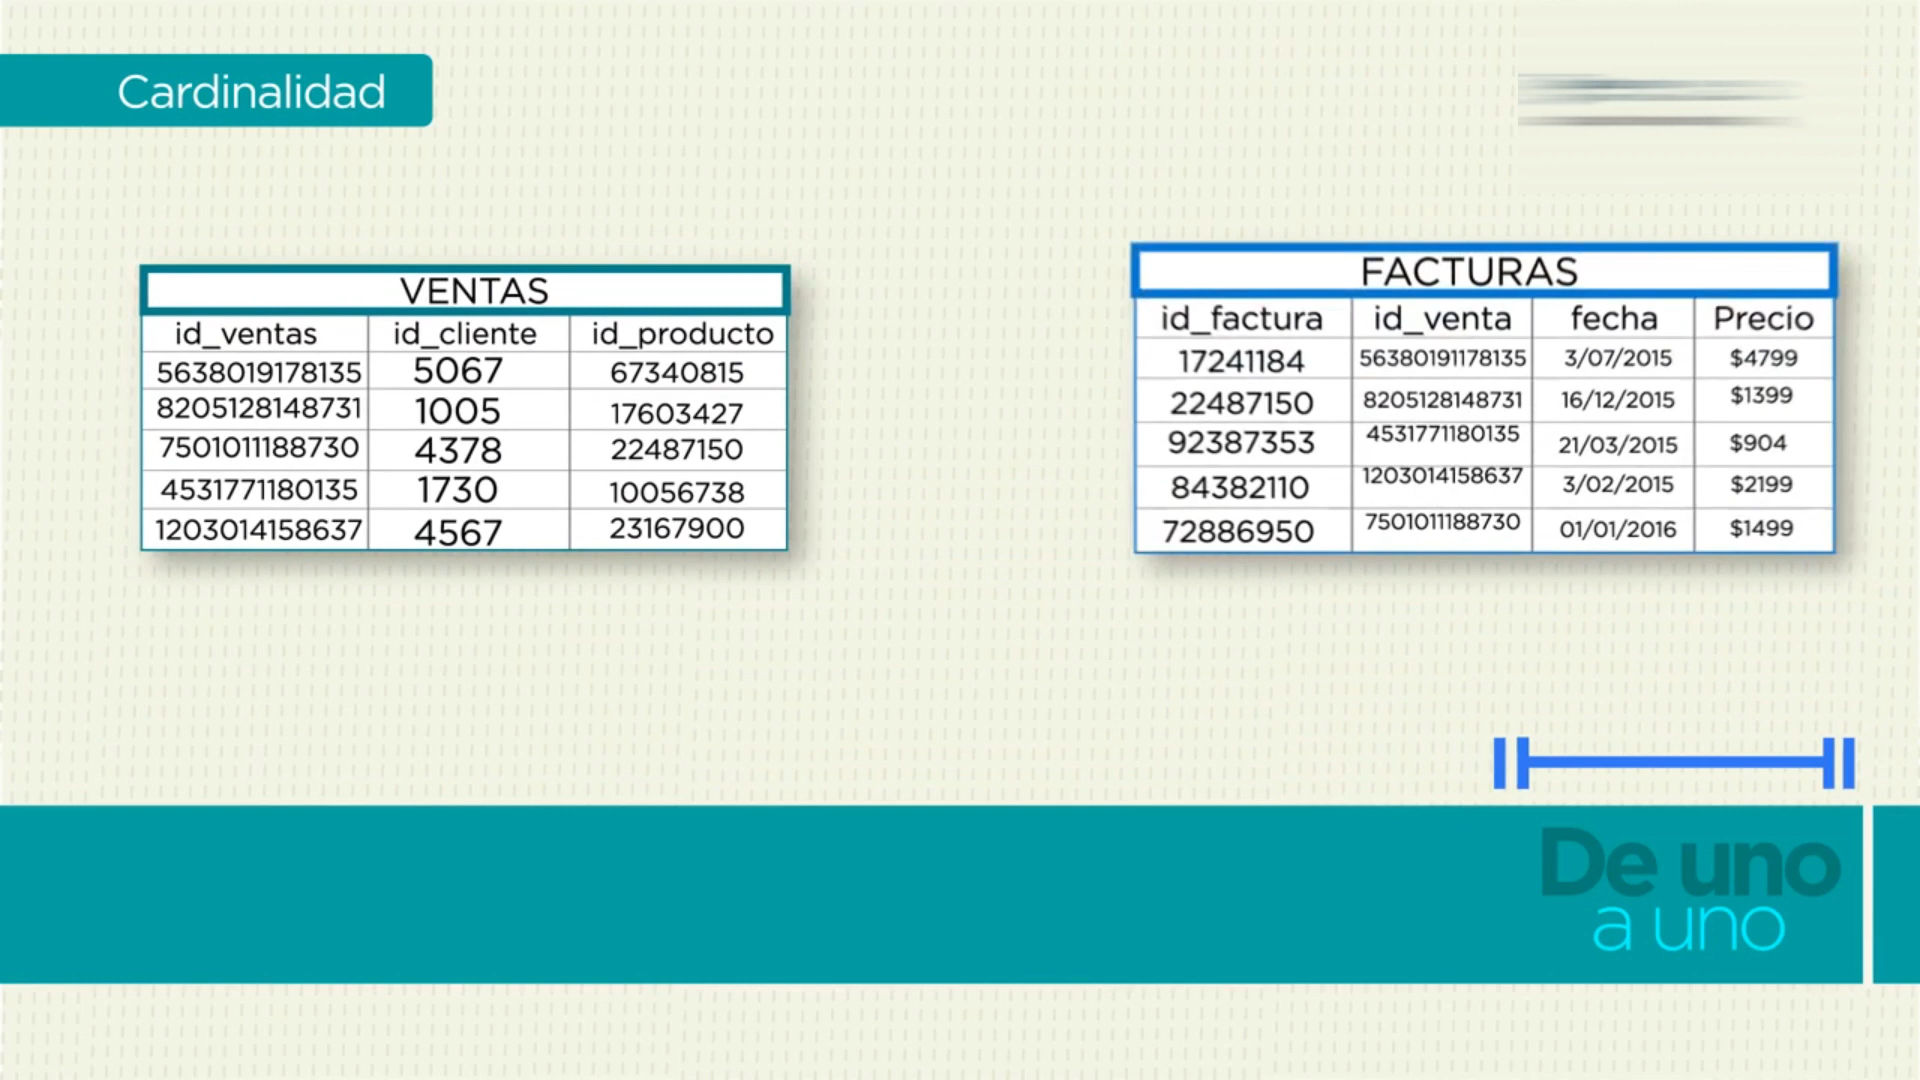 Cardinalidad
VENTAS
id_ventas id_cliente id_producto
5638019178135 5067 67340815
8205128148731 1005 17603427
7501011188730 4378 22487150
4531771180135 1730 10056738
1203014158637 4567 23167900
FACTURAS
id_factura id_venta fecha Precio
17241184 56380191178135 3/07/2015 $4799
22487150 8205128148731 16/12/2015 $1399
92387353 4531771180135 21/03/2015 $904
84382110 1203014158637 3/02/2015 $2199
72886950 7501011188730 01/01/2016 $1499
De uno
a uno